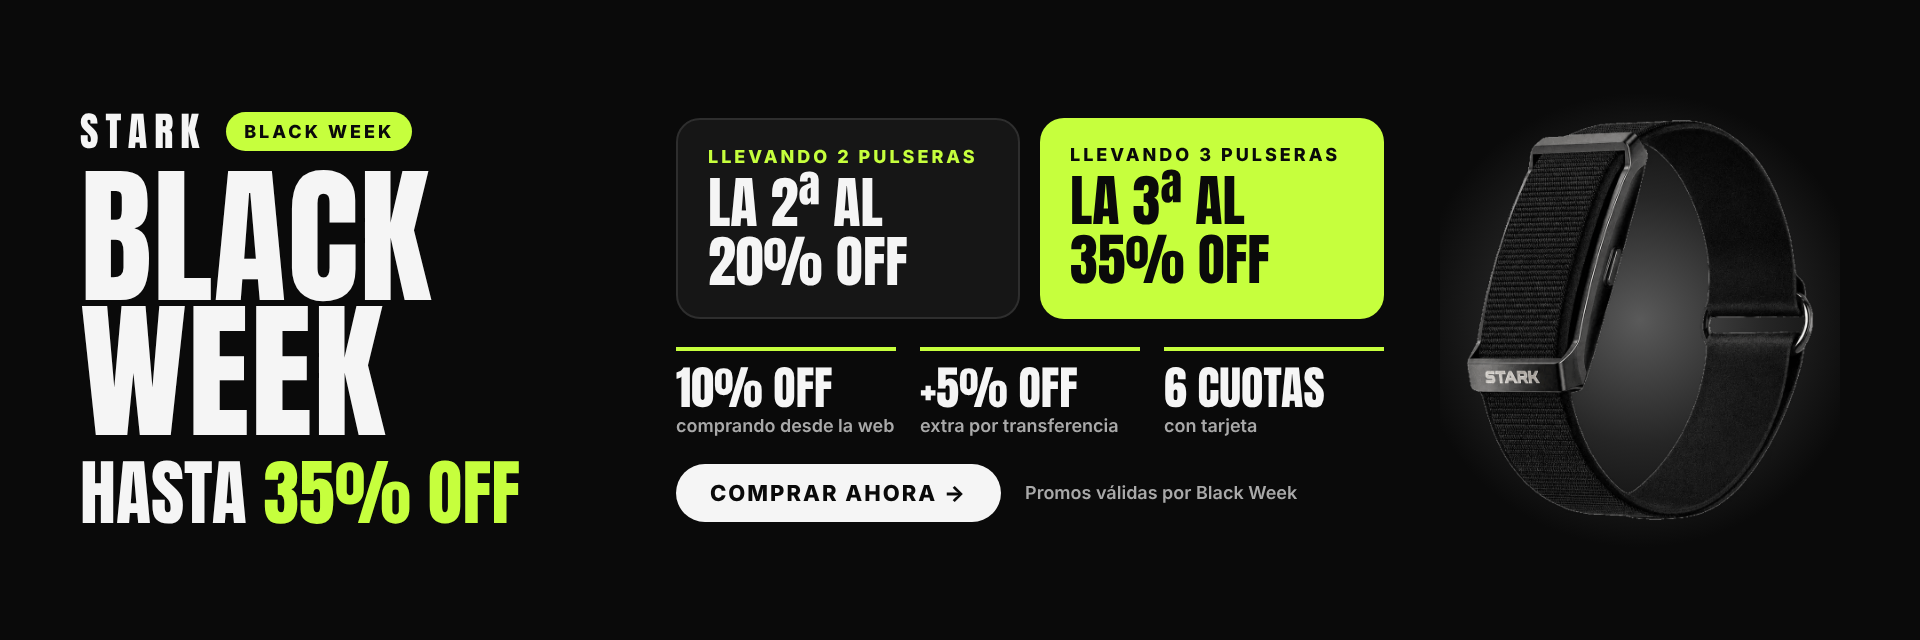 STARK
BLACK WEEK
BLACK
WEEK
HASTA 35% OFF
LLEVANDO 2 PULSERAS
LA 2ª AL
20% OFF
LLEVANDO 3 PULSERAS
LA 3ª AL
35% OFF
10% OFF
comprando desde la web
+5% OFF
extra por transferencia
6 CUOTAS
con tarjeta
COMPRAR AHORA →
Promos válidas por Black Week
STARK